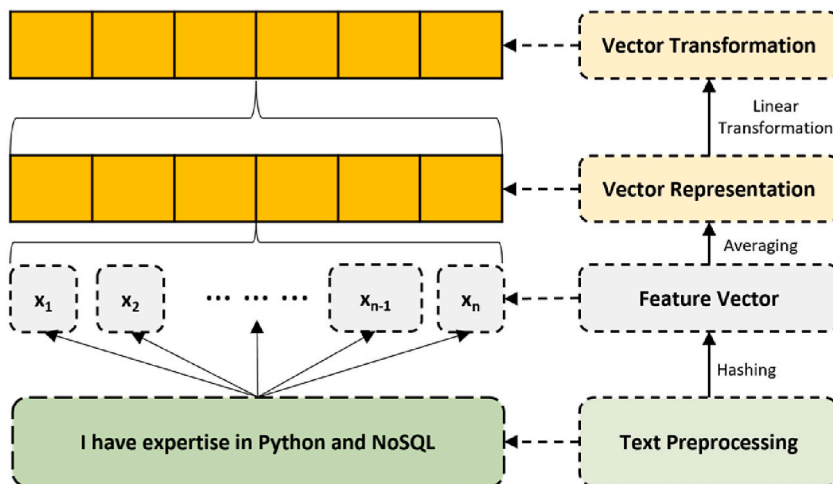 Vector Transformation
Linear
Transformation
Vector Representation
Averaging
x1 x2 ... ... ... xn-1 xn
Feature Vector
Hashing
I have expertise in Python and NoSQL
Text Preprocessing